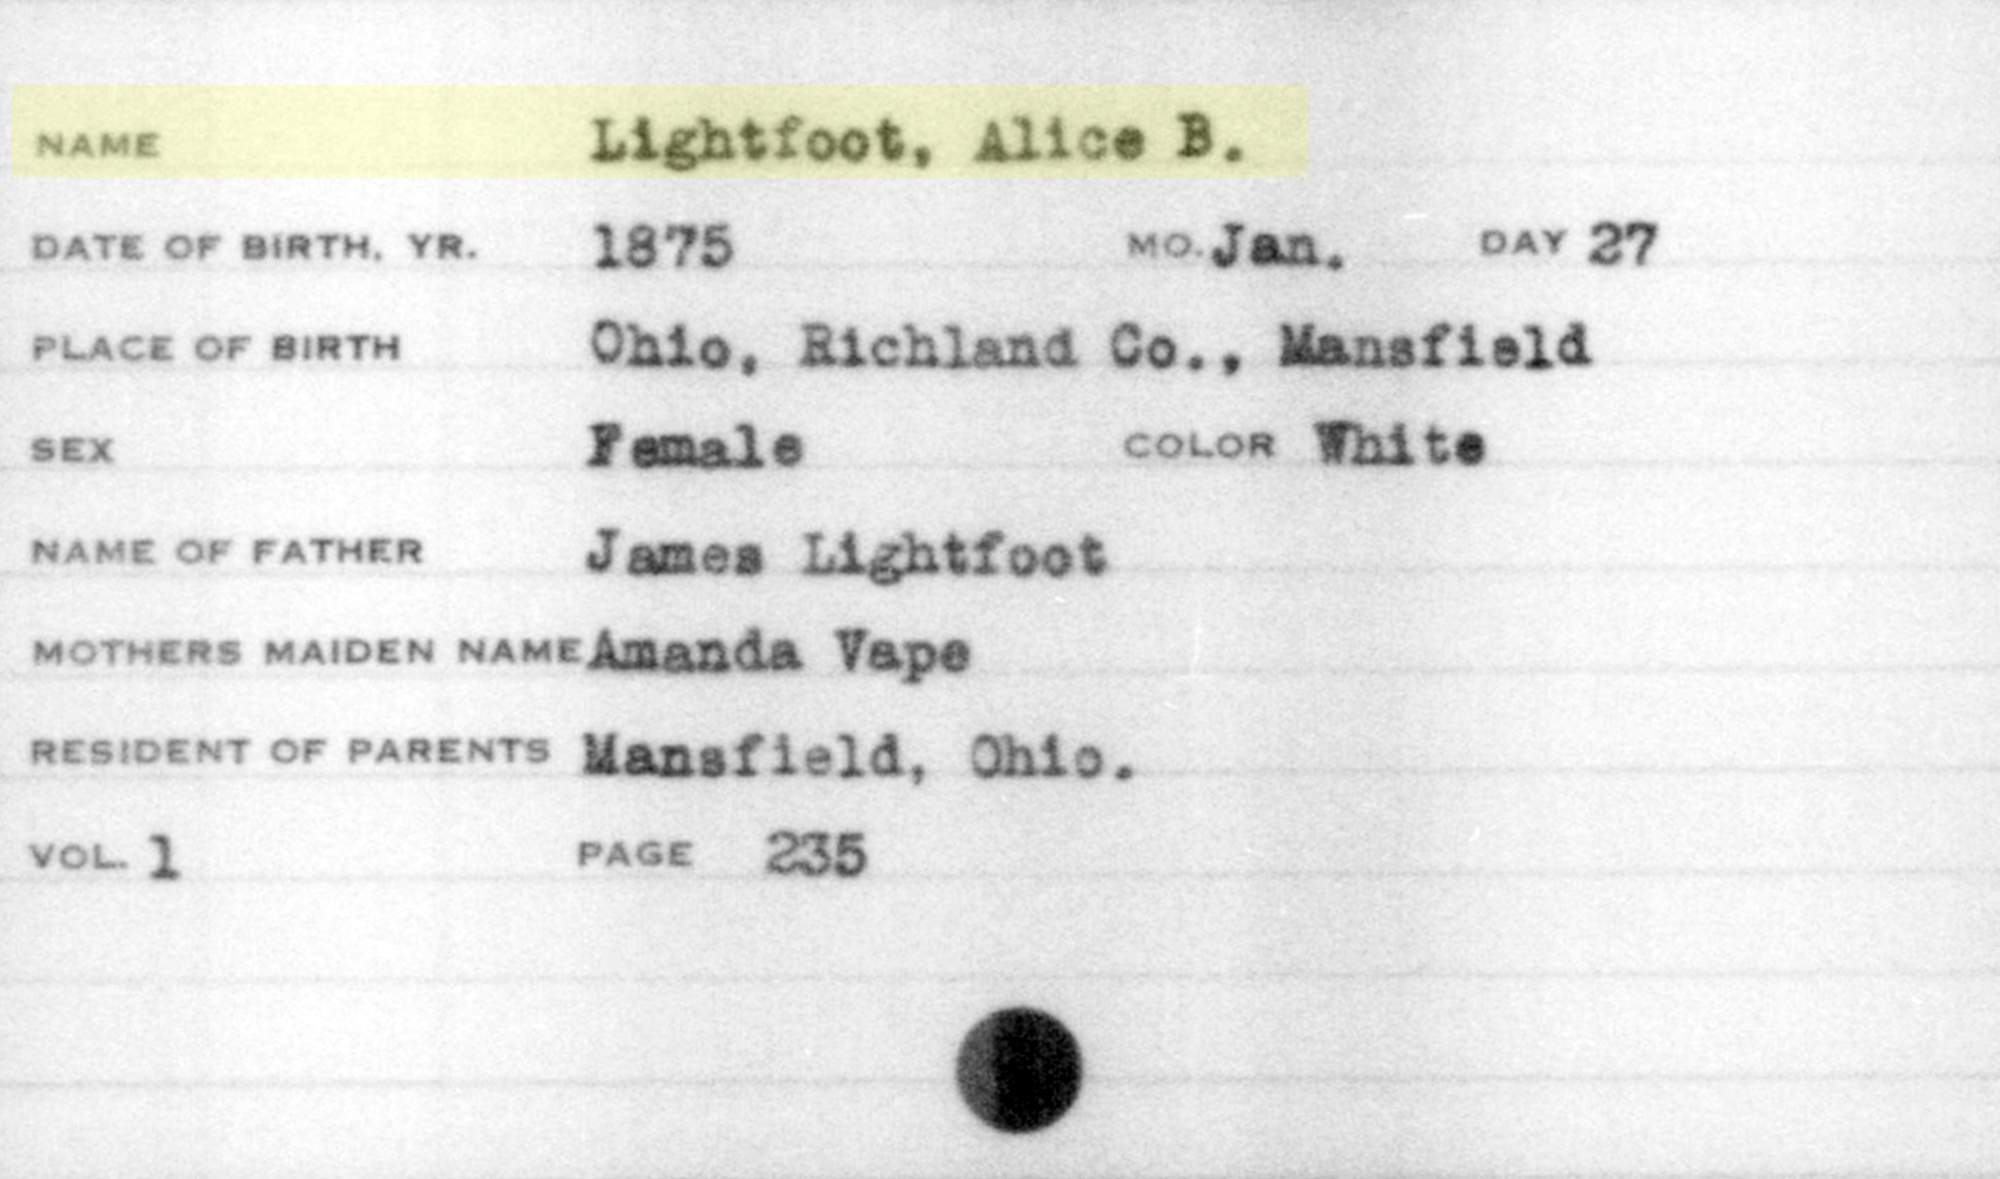 NAME Lightfoot, Alice B.
DATE OF BIRTH, YR. 1875 MO. Jan. DAY 27
PLACE OF BIRTH Ohio, Richland Co., Mansfield
SEX Female COLOR White
NAME OF FATHER James Lightfoot
MOTHERS MAIDEN NAME Amanda Vape
RESIDENT OF PARENTS Mansfield, Ohio.
VOL. 1 PAGE 235